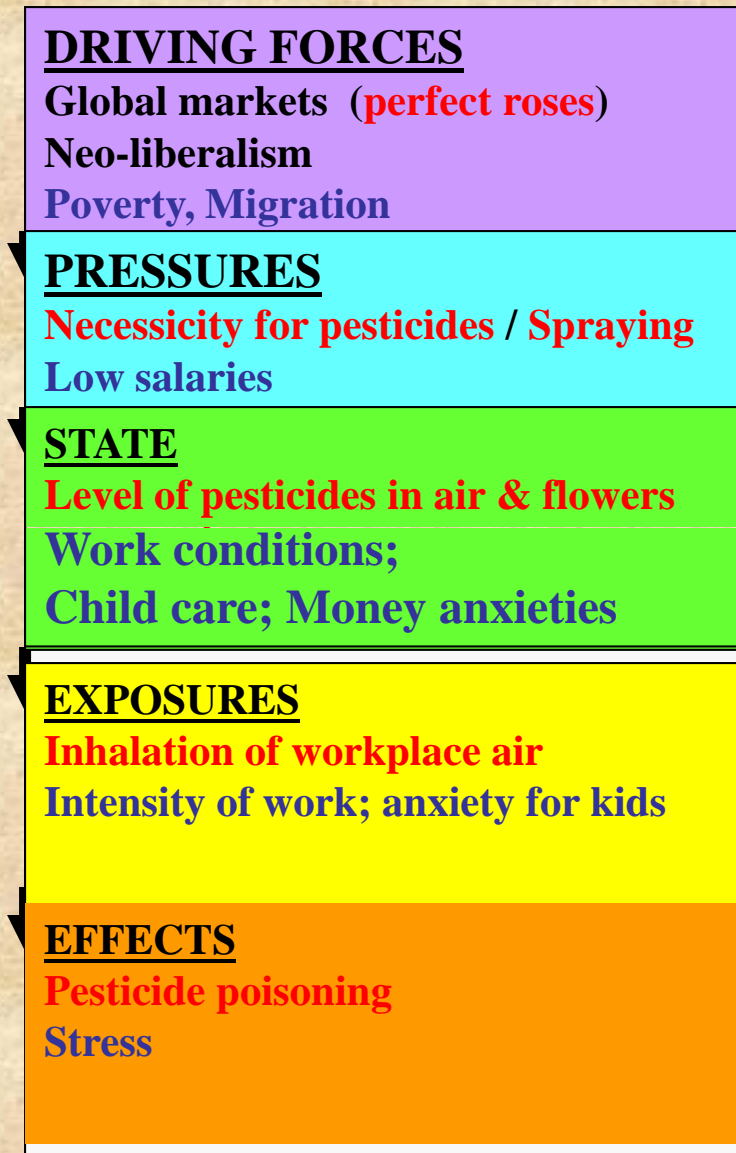 DRIVING FORCES
Global markets (perfect roses)
Neo-liberalism
Poverty, Migration
PRESSURES
Necessicity for pesticides / Spraying
Low salaries
STATE
Level of pesticides in air & flowers
Work conditions;
Child care; Money anxieties
EXPOSURES
Inhalation of workplace air
Intensity of work; anxiety for kids
EFFECTS
Pesticide poisoning
Stress